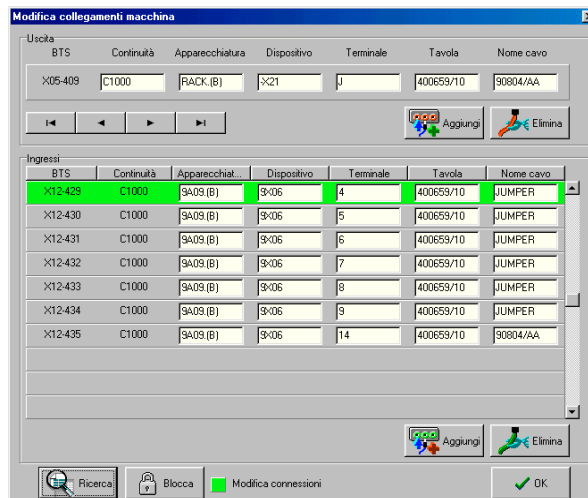 Modifica collegamenti macchina
Uscita
BTS Continuità Apparecchiatura Dispositivo Terminale Tavola Nome cavo
X05-409 C1000 RACK.(B) -X21 J 400659/10 90804/AA
Aggiungi Elimina
Ingressi
BTS Continuità Apparecchiat... Dispositivo Terminale Tavola Nome cavo
X12-429 C1000 9A09.(B) 9X06 4 400659/10 JUMPER
X12-430 C1000 9A09.(B) 9X06 5 400659/10 JUMPER
X12-431 C1000 9A09.(B) 9X06 6 400659/10 JUMPER
X12-432 C1000 9A09.(B) 9X06 7 400659/10 JUMPER
X12-433 C1000 9A09.(B) 9X06 8 400659/10 JUMPER
X12-434 C1000 9A09.(B) 9X06 9 400659/10 JUMPER
X12-435 C1000 9A09.(B) 9X06 14 400659/10 90804/AA
Aggiungi Elimina
Ricerca Blocca Modifica connessioni OK